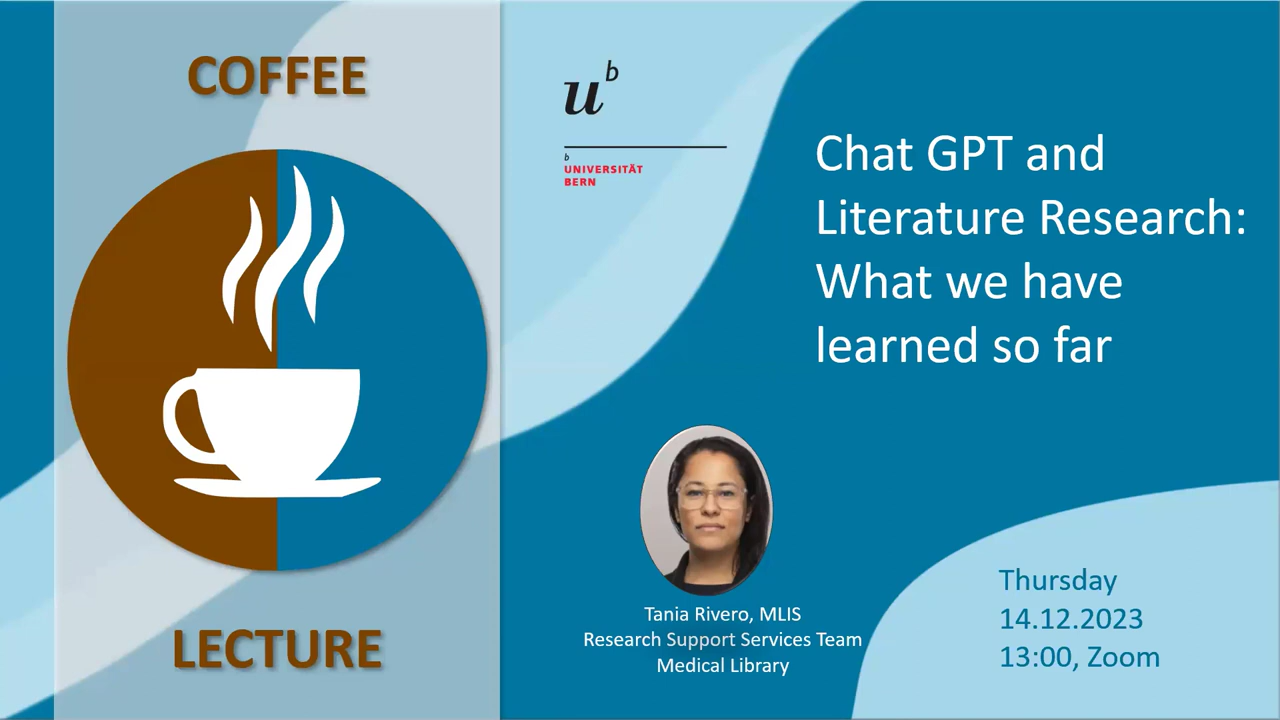 COFFEE
LECTURE
u
b
b
UNIVERSITÄT
BERN
Chat GPT and
Literature Research:
What we have
learned so far
Tania Rivero, MLIS
Research Support Services Team
Medical Library
Thursday
14.12.2023
13:00, Zoom